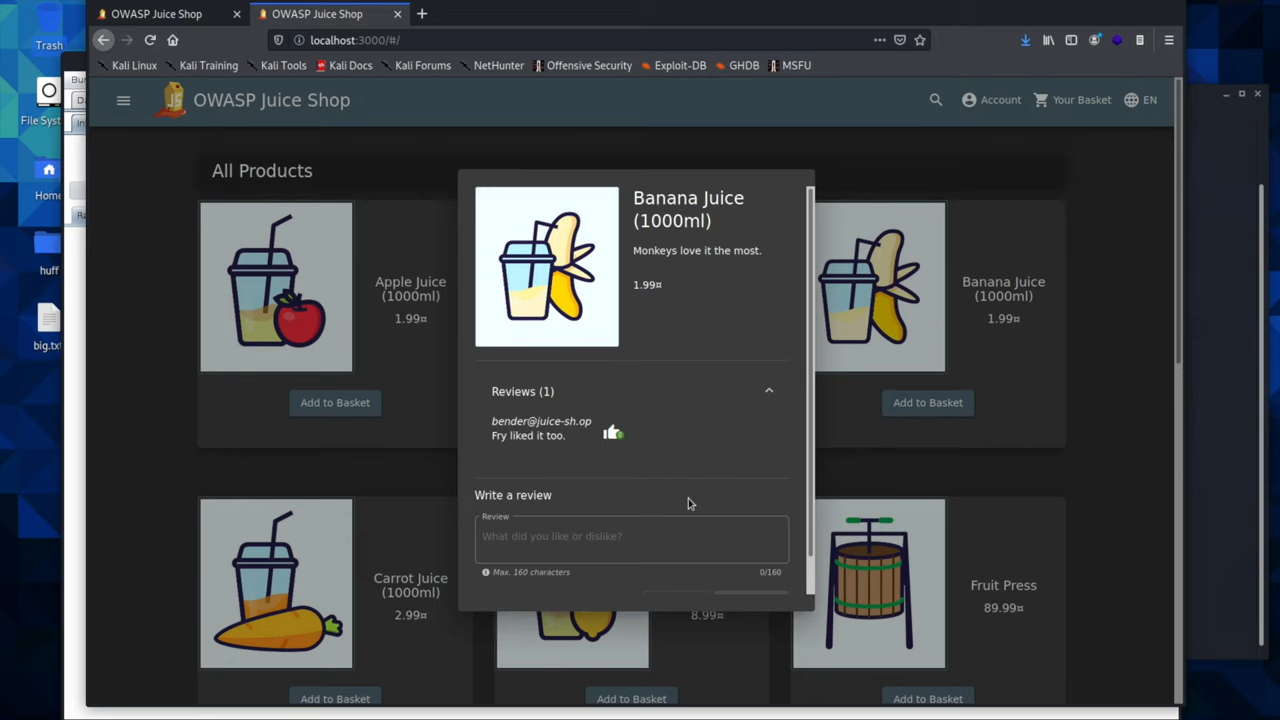 OWASP Juice Shop
OWASP Juice Shop
localhost:3000/#/
Kali Linux
Kali Training
Kali Tools
Kali Docs
Kali Forums
NetHunter
Offensive Security
Exploit-DB
GHDB
MSFU
Trash
File Sys
Home
huff
big.tx
JS
OWASP Juice Shop
Account
Your Basket
EN
All Products
Apple Juice
(1000ml)
1.99¤
Add to Basket
Banana Juice
(1000ml)
1.99¤
Add to Basket
Banana Juice
(1000ml)
Monkeys love it the most.
1.99¤
Reviews (1)
bender@juice-sh.op
Fry liked it too.
Write a review
Review
What did you like or dislike?
Max. 160 characters
0/160
Carrot Juice
(1000ml)
2.99¤
Add to Basket
8.99¤
Add to Basket
Fruit Press
89.99¤
Add to Basket